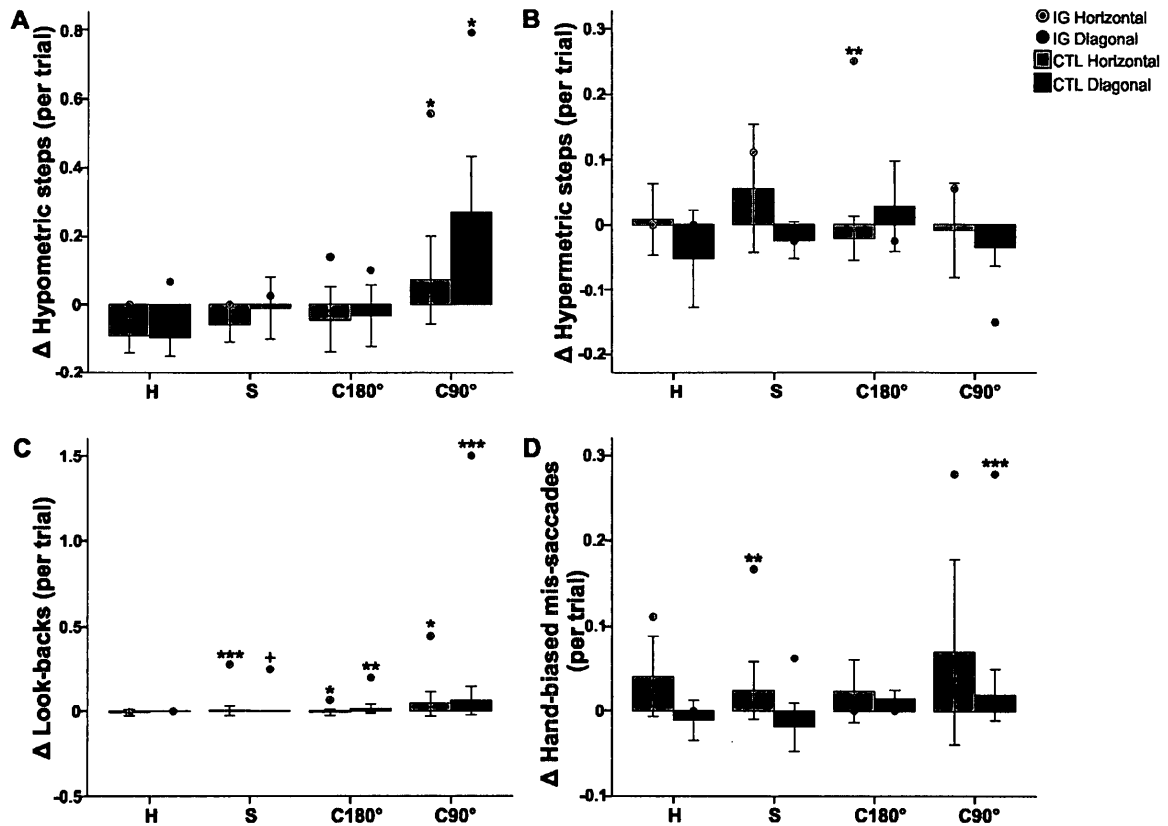 A
Δ Hypometric steps (per trial)
0.8
0.6
0.4
0.2
0
-0.2
*
*
H S C180° C90°
B
Δ Hypermetric steps (per trial)
0.3
0.2
0.1
0
-0.1
-0.2
**
H S C180° C90°
IG Horizontal
IG Diagonal
CTL Horizontal
CTL Diagonal
C
Δ Look-backs (per trial)
1.5
1.0
0.5
0
-0.5
***
+
*
**
*
***
H S C180° C90°
D
Δ Hand-biased mis-saccades
(per trial)
0.3
0.2
0.1
0
-0.1
**
***
H S C180° C90°